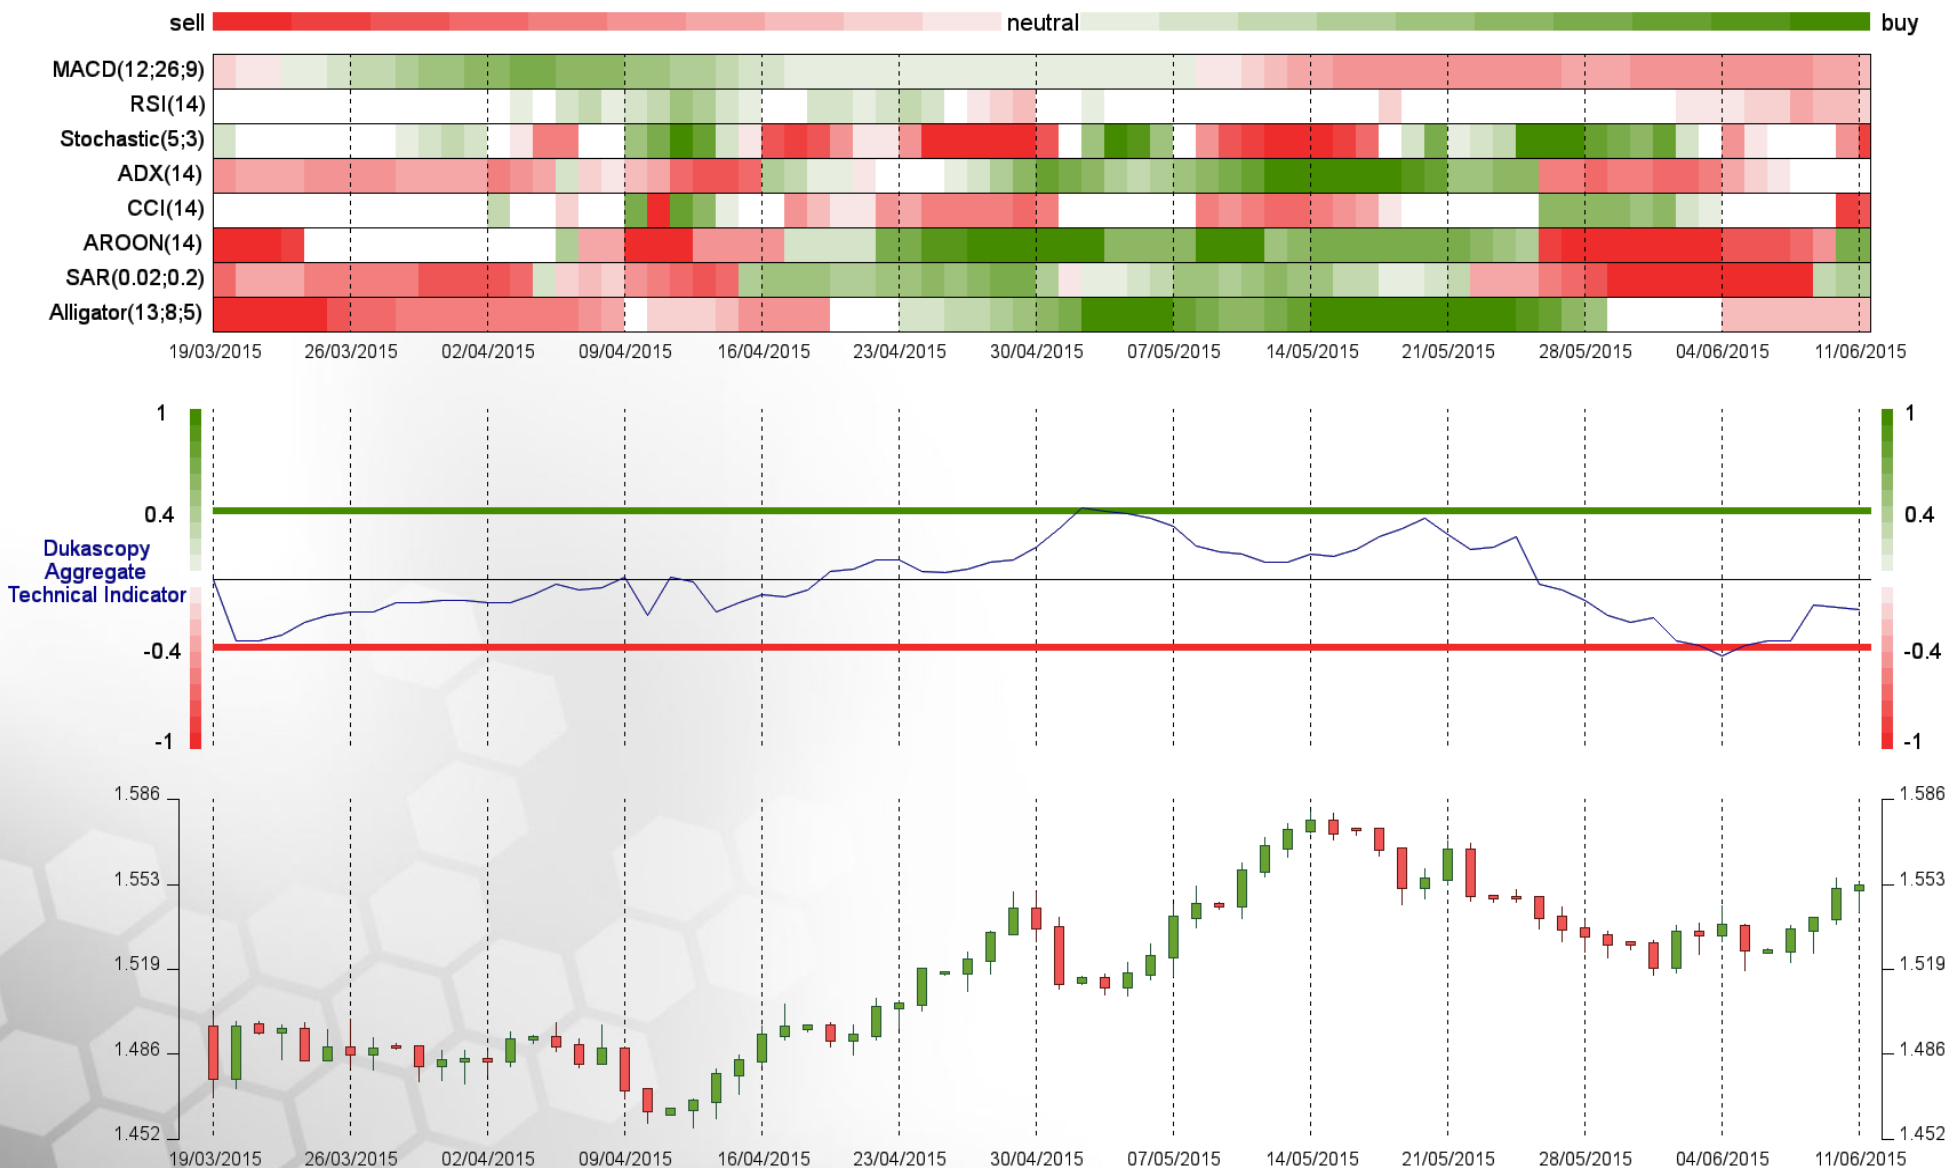 sell neutral buy
MACD(12;26;9)
RSI(14)
Stochastic(5;3)
ADX(14)
CCI(14)
AROON(14)
SAR(0.02;0.2)
Alligator(13;8;5)
19/03/2015 26/03/2015 02/04/2015 09/04/2015 16/04/2015 23/04/2015 30/04/2015 07/05/2015 14/05/2015 21/05/2015 28/05/2015 04/06/2015 11/06/2015
1 1
0.4 0.4
Dukascopy
Aggregate
Technical Indicator
-0.4 -0.4
-1 -1
1.586 1.586
1.553 1.553
1.519 1.519
1.486 1.486
1.452 1.452
19/03/2015 26/03/2015 02/04/2015 09/04/2015 16/04/2015 23/04/2015 30/04/2015 07/05/2015 14/05/2015 21/05/2015 28/05/2015 04/06/2015 11/06/2015